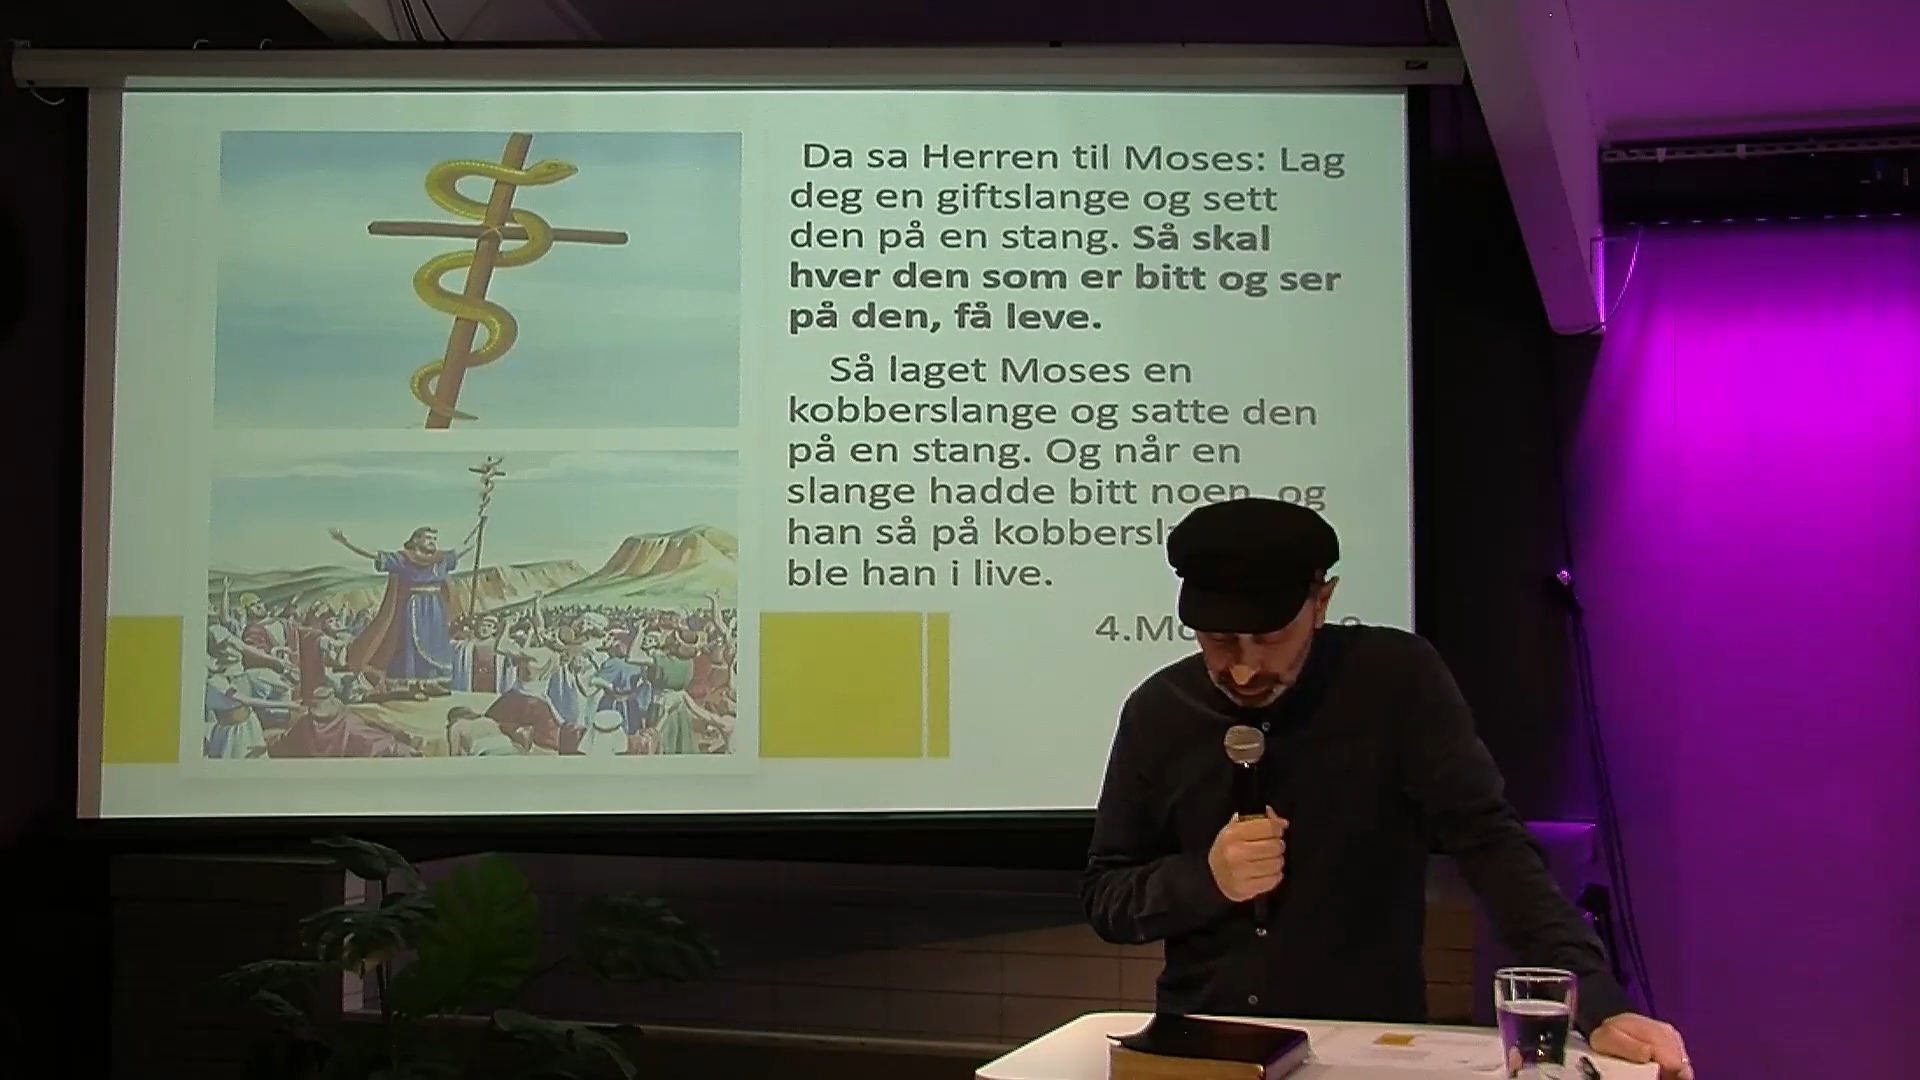 Da sa Herren til Moses: Lag
deg en giftslange og sett
den på en stang. Så skal
hver den som er bitt og ser
på den, få leve.
Så laget Moses en
kobberslange og satte den
på en stang. Og når en
slange hadde bitt noen, og
han så på kobbersl
ble han i live.
4.Mo